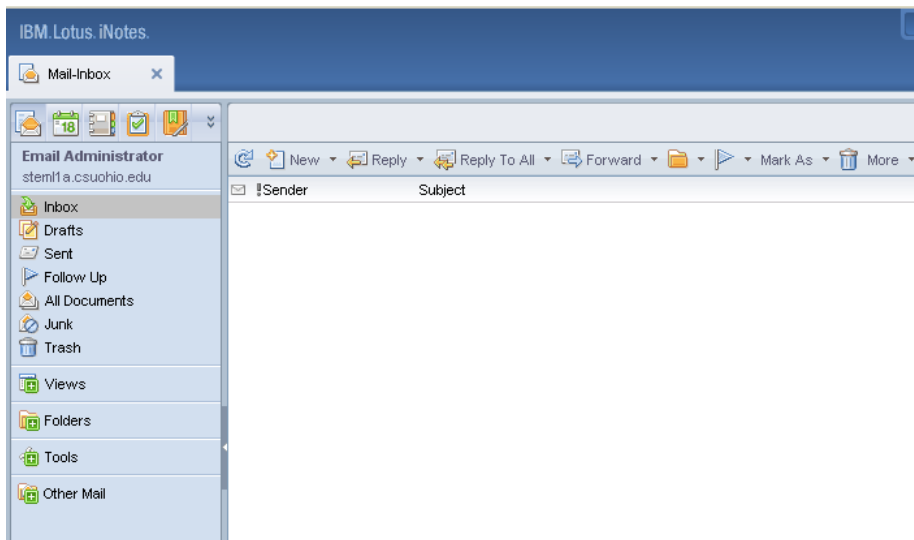 IBM.Lotus.iNotes.
Mail-Inbox
18
Email Administrator
steml1a.csuohio.edu
New Reply Reply To All Forward Mark As More
!Sender Subject
Inbox
Drafts
Sent
Follow Up
All Documents
Junk
Trash
Views
Folders
Tools
Other Mail